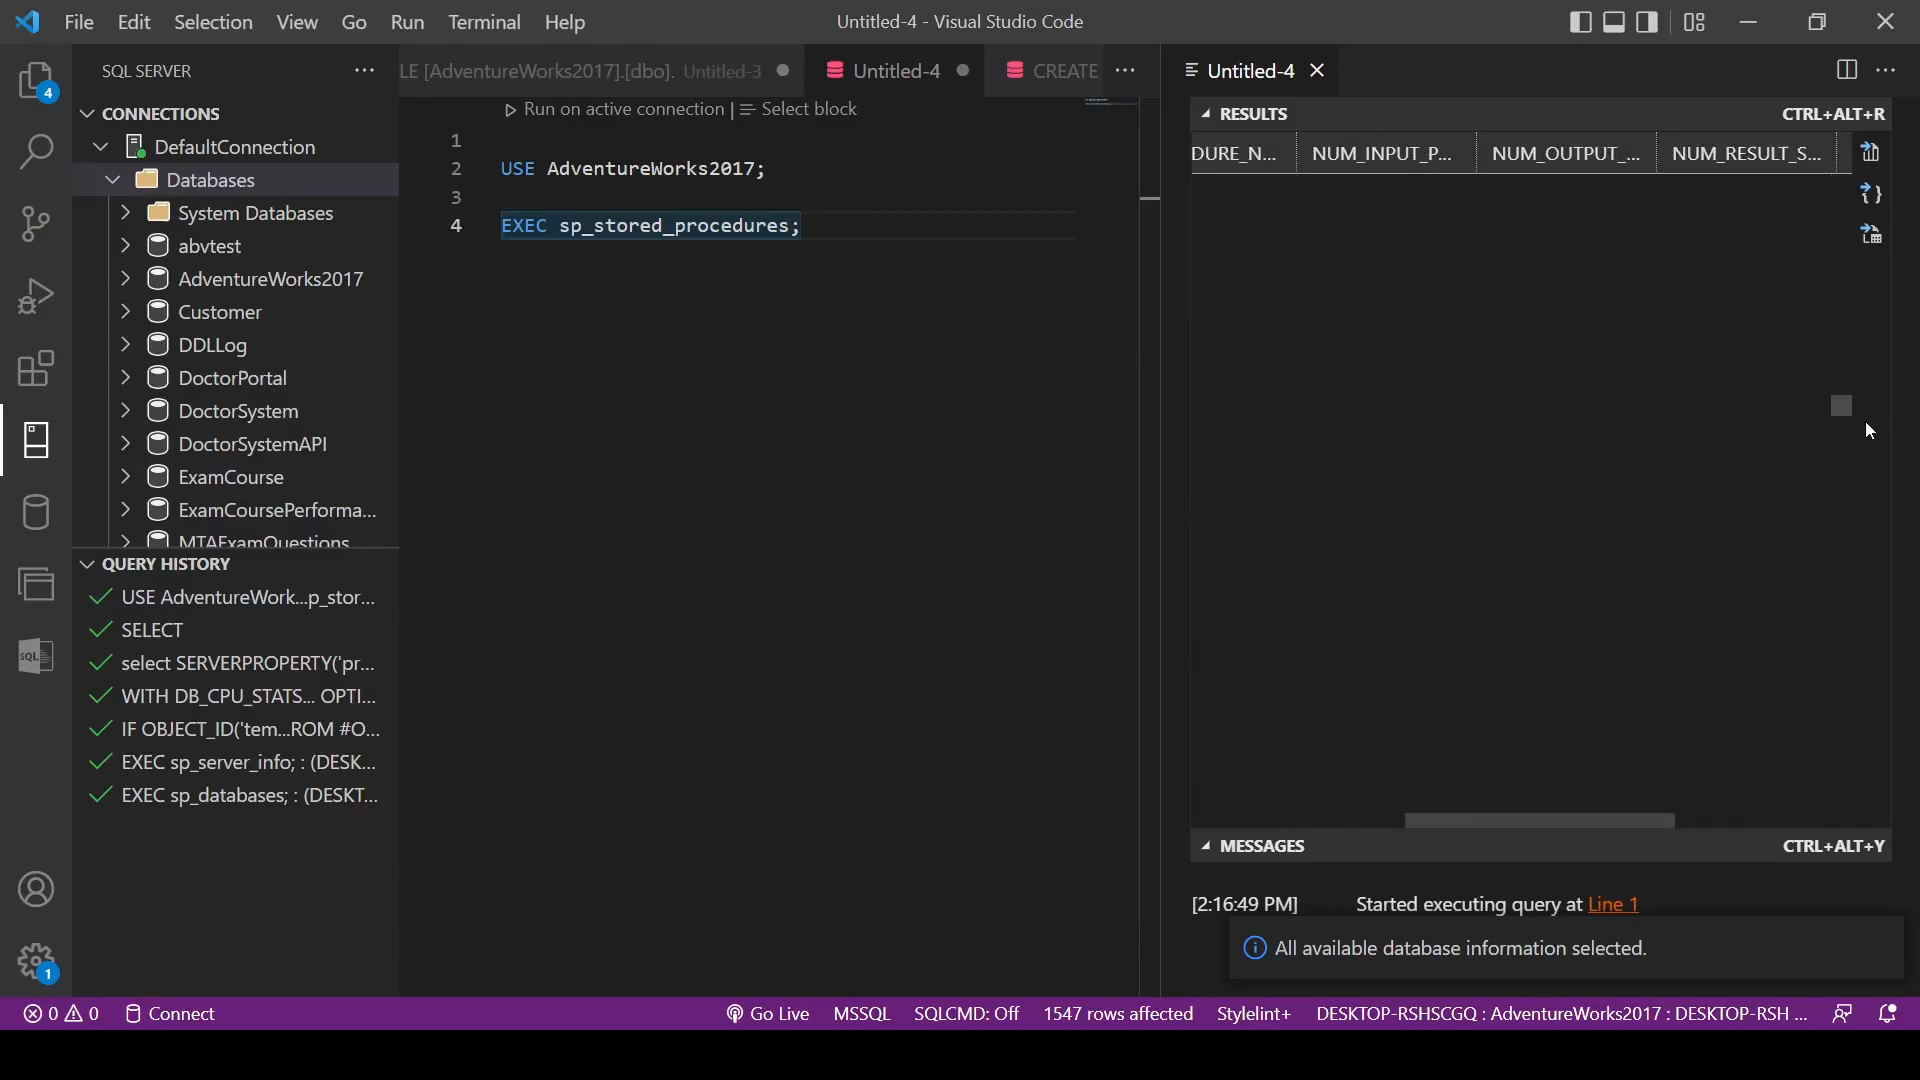 File Edit Selection View Go Run Terminal Help
Untitled-4 - Visual Studio Code
4
SQL SERVER
CONNECTIONS
DefaultConnection
Databases
System Databases
abvtest
AdventureWorks2017
Customer
DDLLog
DoctorPortal
DoctorSystem
DoctorSystemAPI
ExamCourse
ExamCoursePerforma...
MTAExamQuestions
QUERY HISTORY
USE AdventureWork...p_stor...
SELECT
select SERVERPROPERTY('pr...
WITH DB_CPU_STATS... OPTI...
IF OBJECT_ID('tem...ROM #O...
EXEC sp_server_info; : (DESK...
EXEC sp_databases; : (DESKT...
SQL
1
LE [AdventureWorks2017].[dbo]. Untitled-3
Untitled-4
CREATE
Run on active connection | Select block
1
2 USE AdventureWorks2017;
3
4 EXEC sp_stored_procedures;
Untitled-4
RESULTS CTRL+ALT+R
DURE_N... NUM_INPUT_P... NUM_OUTPUT_... NUM_RESULT_S...
MESSAGES CTRL+ALT+Y
[2:16:49 PM] Started executing query at Line 1
All available database information selected.
0 0 Connect
Go Live MSSQL SQLCMD: Off 1547 rows affected Stylelint+ DESKTOP-RSHSCGQ : AdventureWorks2017 : DESKTOP-RSH ...